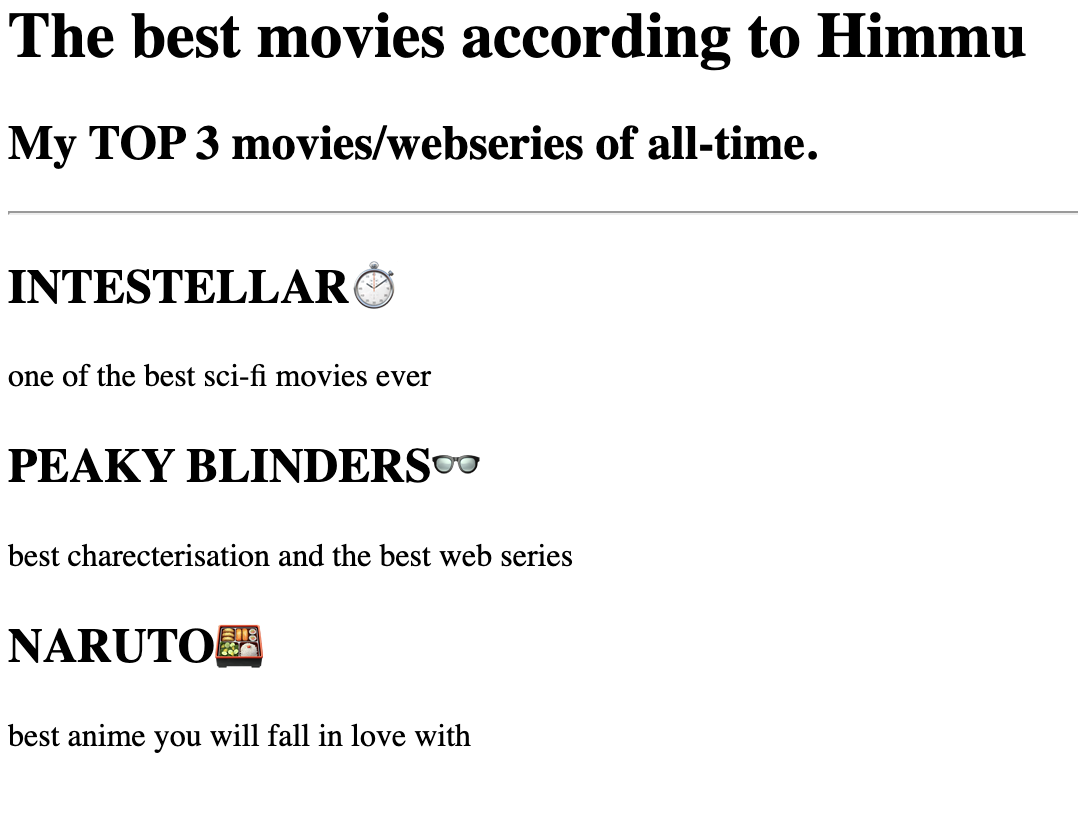 The best movies according to Himmu
My TOP 3 movies/webseries of all-time.
INTESTELLAR⏱️
one of the best sci-fi movies ever
PEAKY BLINDERS👓
best charecterisation and the best web series
NARUTO🍱
best anime you will fall in love with